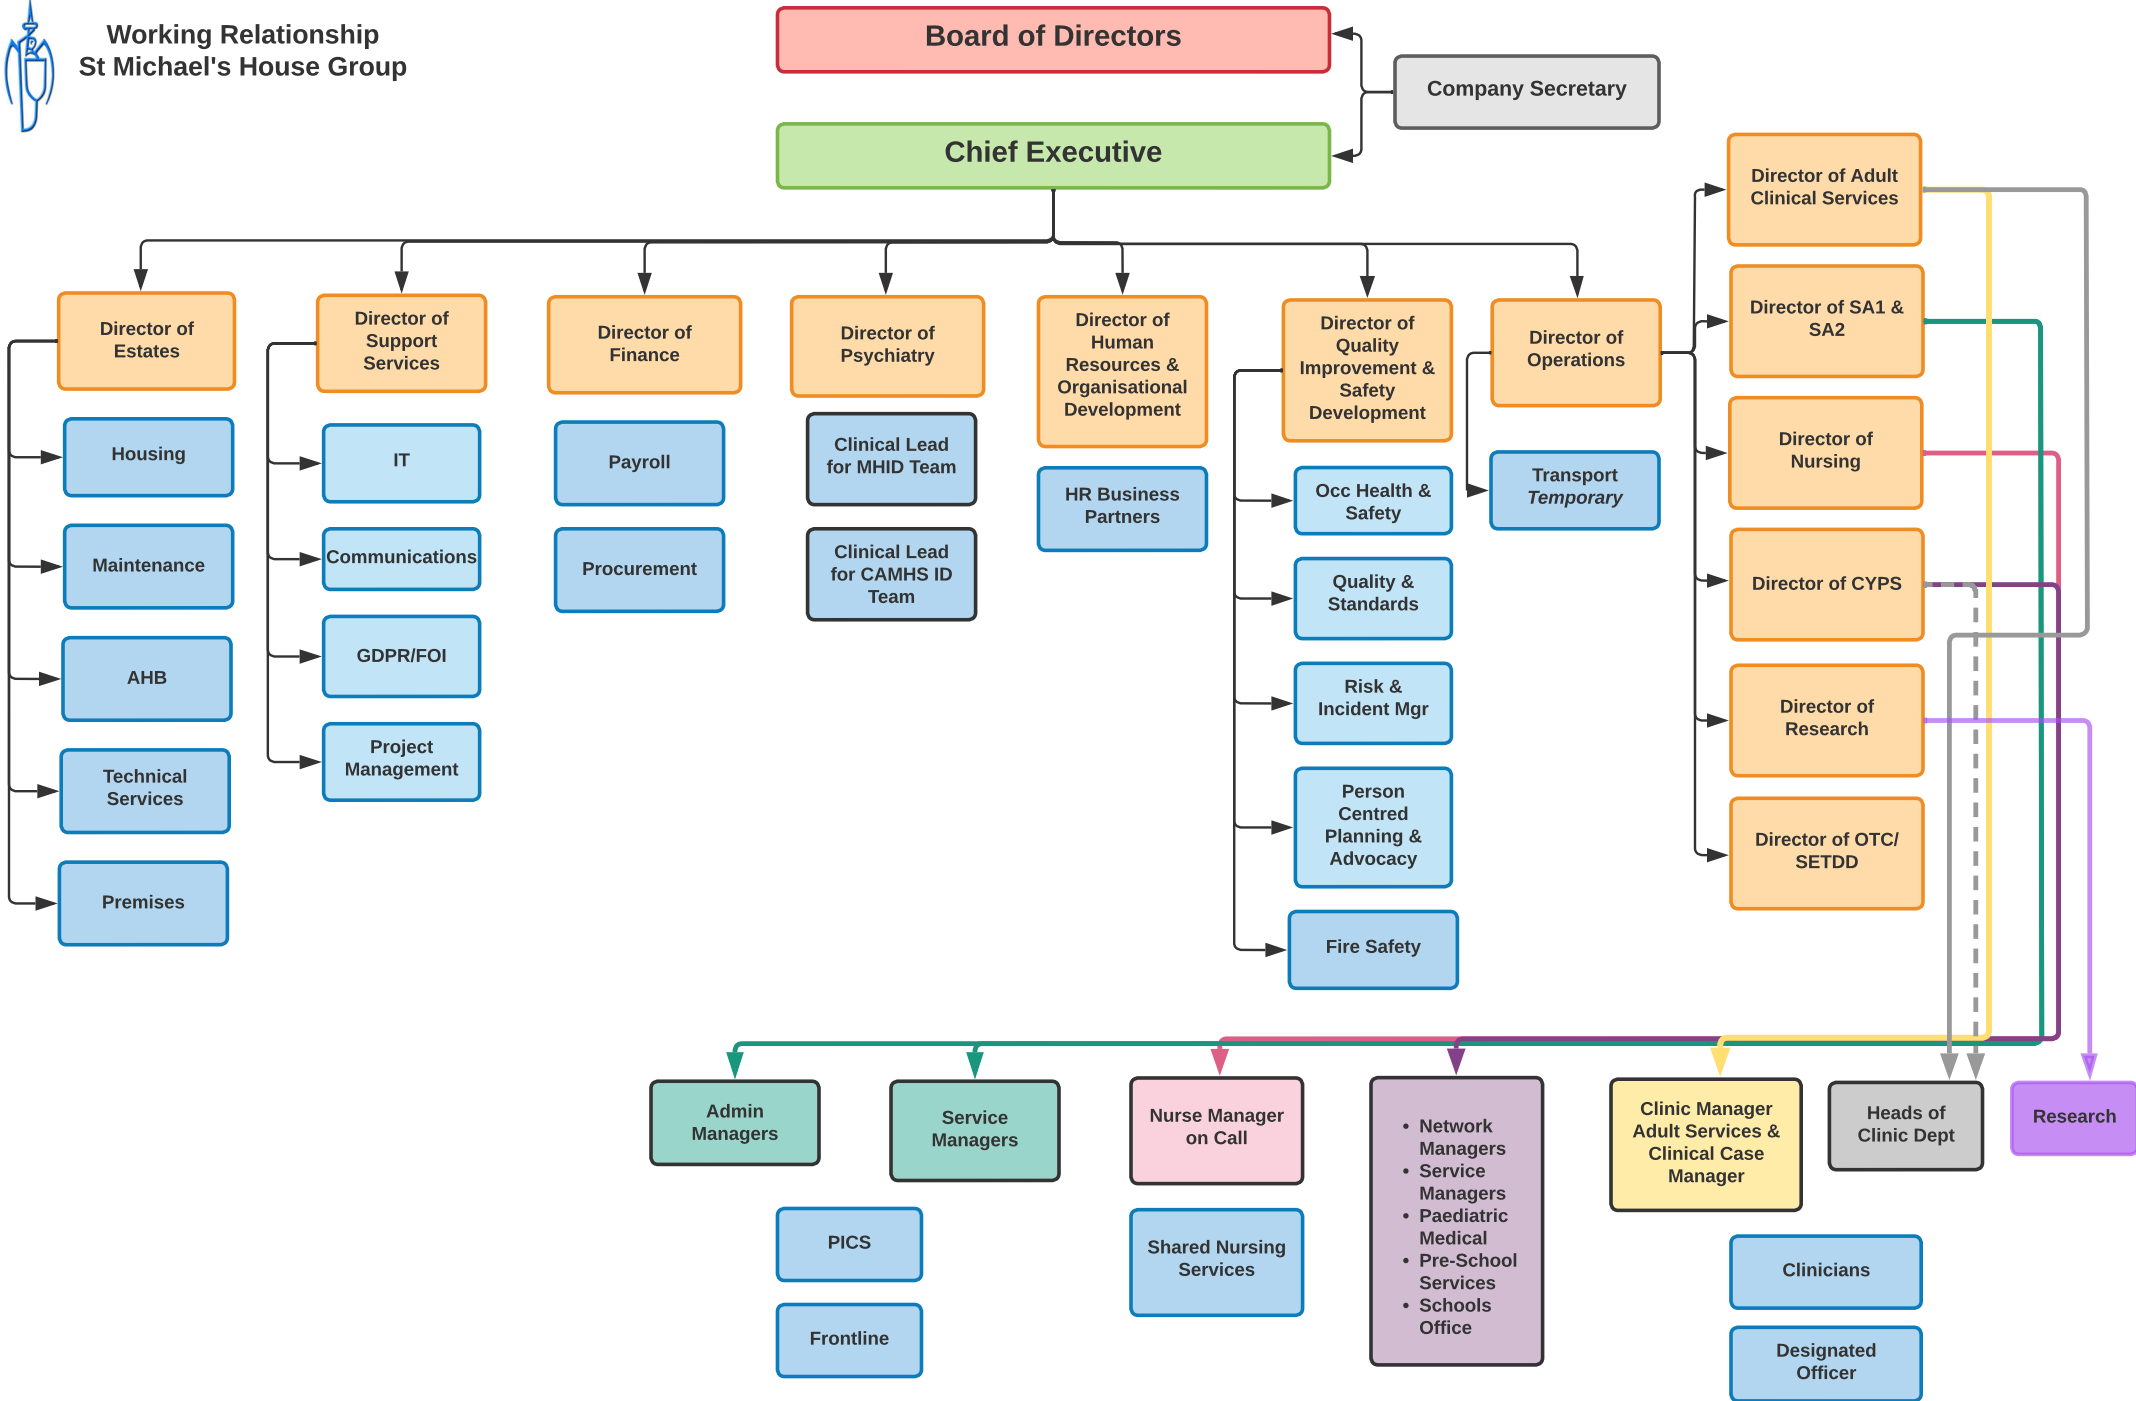 Working Relationship
St Michael's House Group
Board of Directors
Company Secretary
Chief Executive
Director of Adult
Clinical Services
Director of SA1 &
SA2
Director of
Nursing
Director of CYPS
Director of
Research
Director of OTC/
SETDD
Director of
Estates
Housing
Maintenance
AHB
Technical
Services
Premises
Director of
Support
Services
IT
Communications
GDPR/FOI
Project
Management
Director of
Finance
Payroll
Procurement
Director of
Psychiatry
Clinical Lead
for MHID Team
Clinical Lead
for CAMHS ID
Team
Director of
Human
Resources &
Organisational
Development
HR Business
Partners
Director of
Quality
Improvement &
Safety
Development
Occ Health &
Safety
Quality &
Standards
Risk &
Incident Mgr
Person
Centred
Planning &
Advocacy
Fire Safety
Director of
Operations
Transport
Temporary
Admin
Managers
Service
Managers
PICS
Frontline
Nurse Manager
on Call
Shared Nursing
Services
• Network
Managers
• Service
Managers
• Paediatric
Medical
• Pre-School
Services
• Schools
Office
Clinic Manager
Adult Services &
Clinical Case
Manager
Clinicians
Designated
Officer
Heads of
Clinic Dept
Research